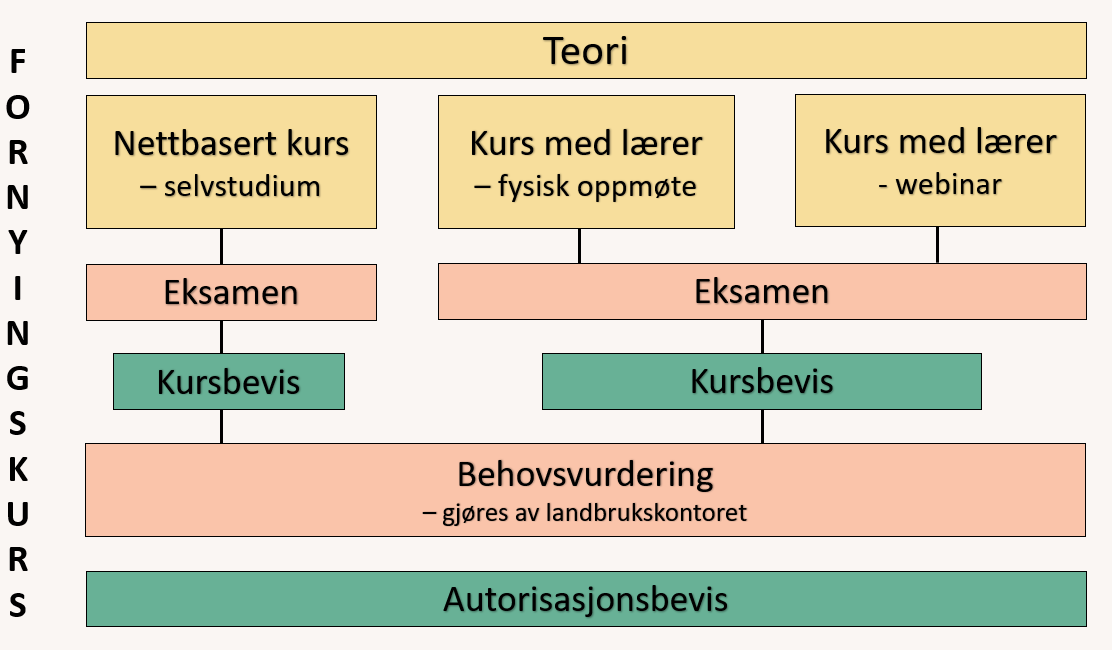 FORNYINGSKURS
Teori
Nettbasert kurs
– selvstudium
Kurs med lærer
– fysisk oppmøte
Kurs med lærer
- webinar
Eksamen
Eksamen
Kursbevis
Kursbevis
Behovsvurdering
– gjøres av landbrukskontoret
Autorisasjonsbevis